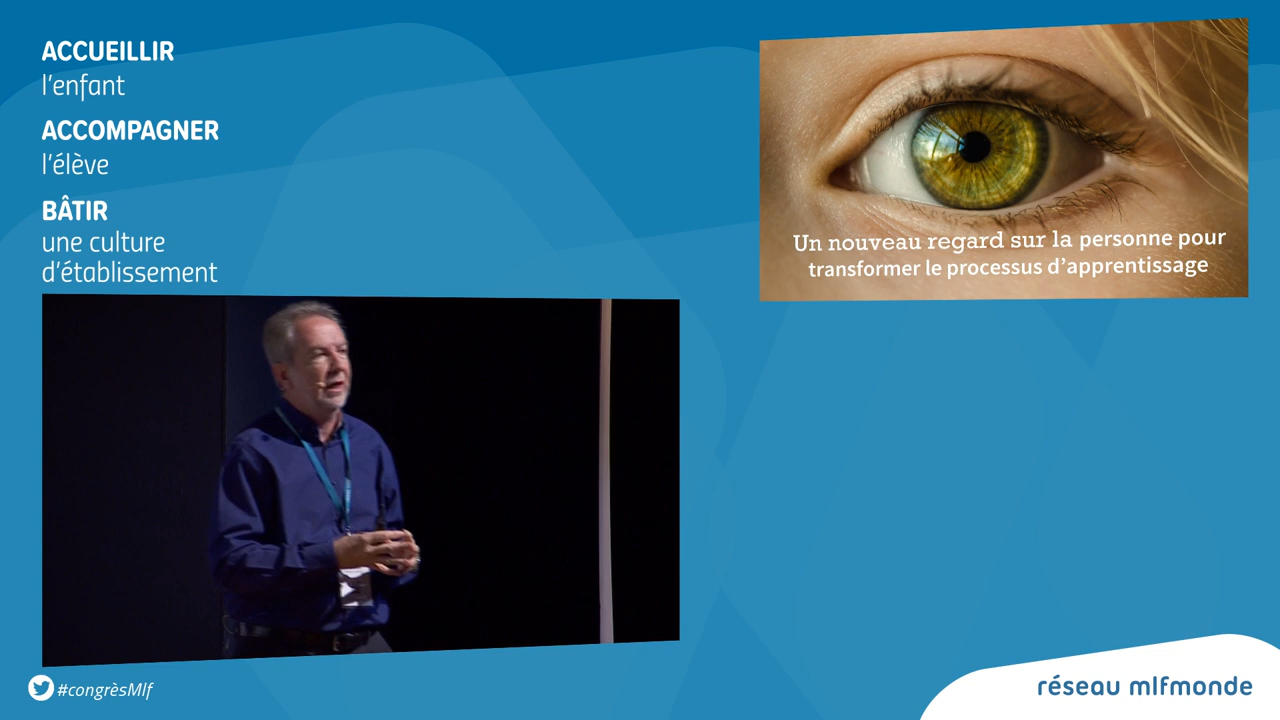 ACCUEILLIR
l'enfant
ACCOMPAGNER
l'élève
BÂTIR
une culture
d'établissement
Un nouveau regard sur la personne pour
transformer le processus d'apprentissage
#congrèsMlf
réseau mlfmonde